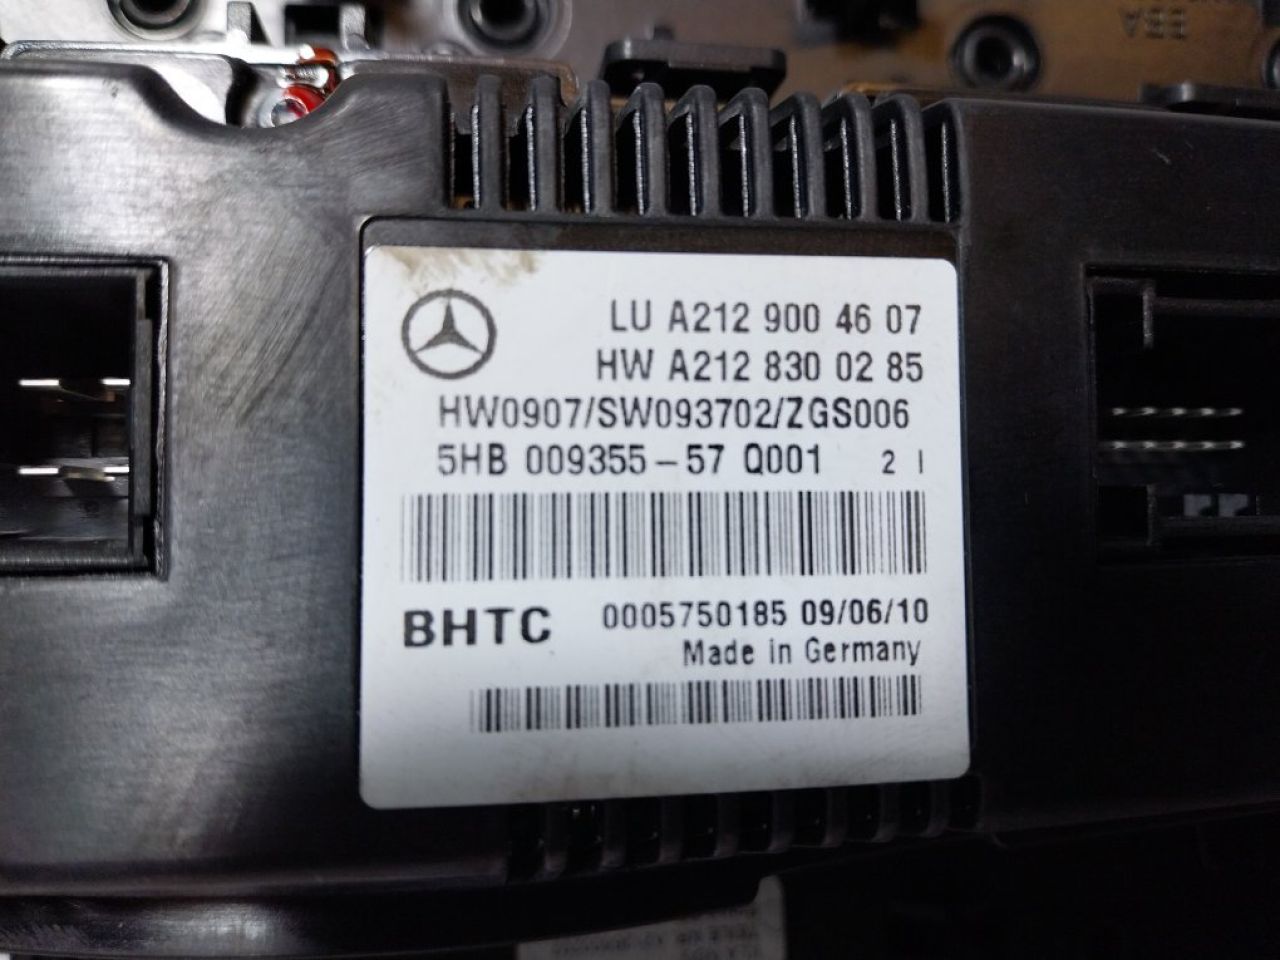 LU A212 900 46 07
HW A212 830 02 85
HW0907/SW093702/ZGS006
5HB 009355-57 Q001 2 I
BHTC 0005750185 09/06/10
Made in Germany